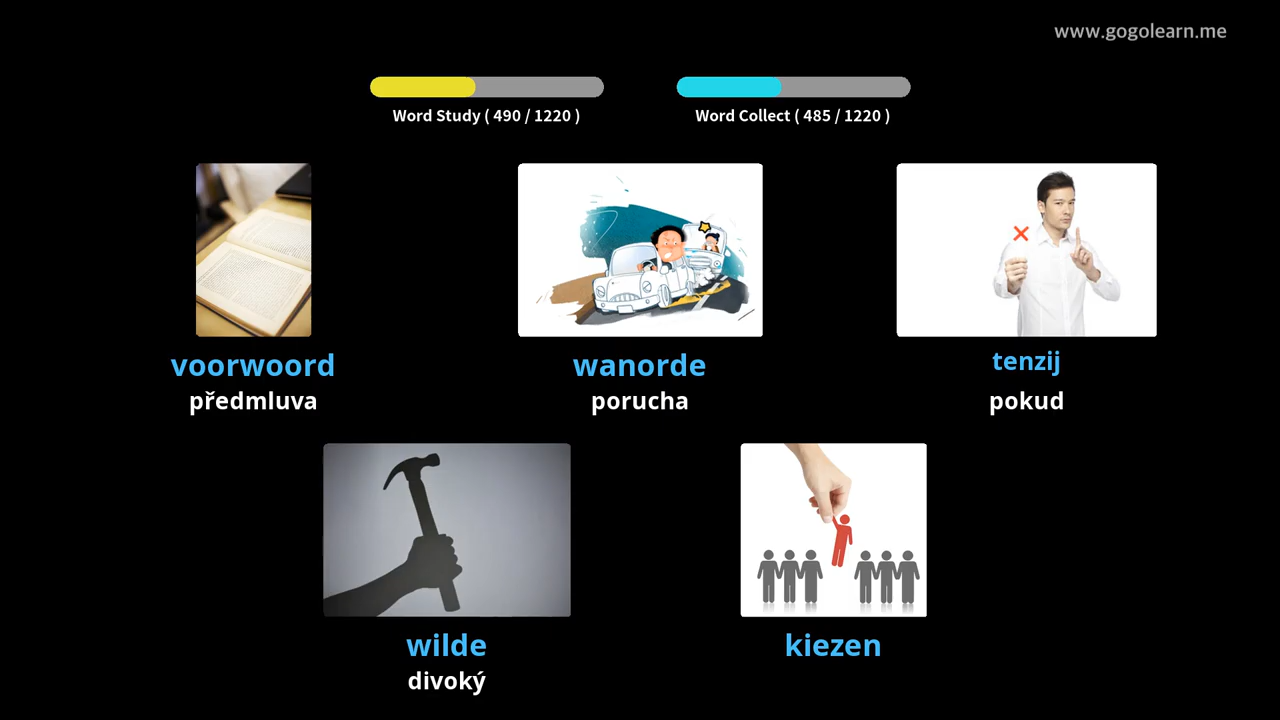 www.gogolearn.me
Word Study ( 490 / 1220 )
Word Collect ( 485 / 1220 )
voorwoord
předmluva
wanorde
porucha
tenzij
pokud
wilde
divoký
kiezen